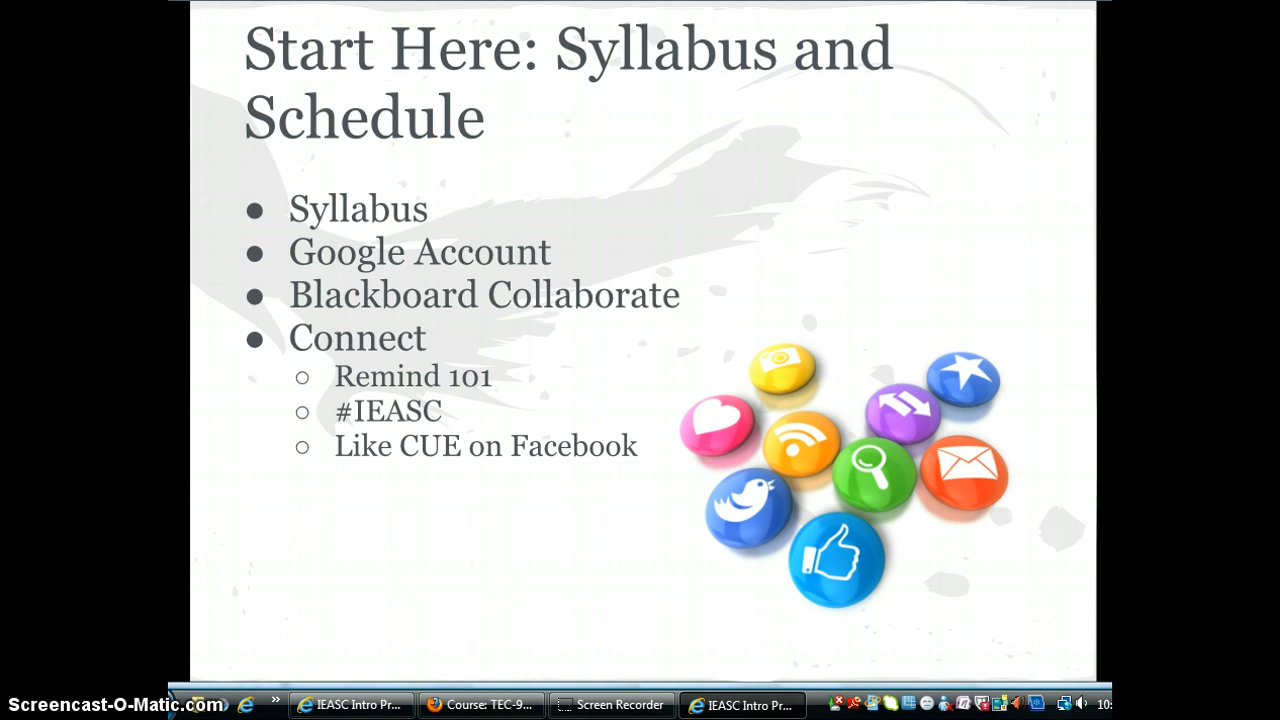 Start Here: Syllabus and
Schedule
● Syllabus
● Google Account
● Blackboard Collaborate
● Connect
○ Remind 101
○ #IEASC
○ Like CUE on Facebook
Screencast-O-Matic.com
IEASC Intro Pr...
Course: TEC-9...
Screen Recorder
IEASC Intro Pr...
10: